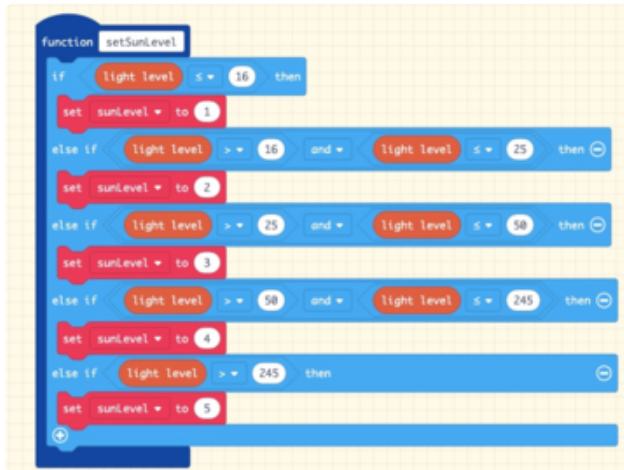 function setSunLevel
if light level ≤ 16 then
set sunLevel to 1
else if light level > 16 and light level ≤ 25 then
set sunLevel to 2
else if light level > 25 and light level ≤ 50 then
set sunLevel to 3
else if light level > 50 and light level ≤ 245 then
set sunLevel to 4
else if light level > 245 then
set sunLevel to 5